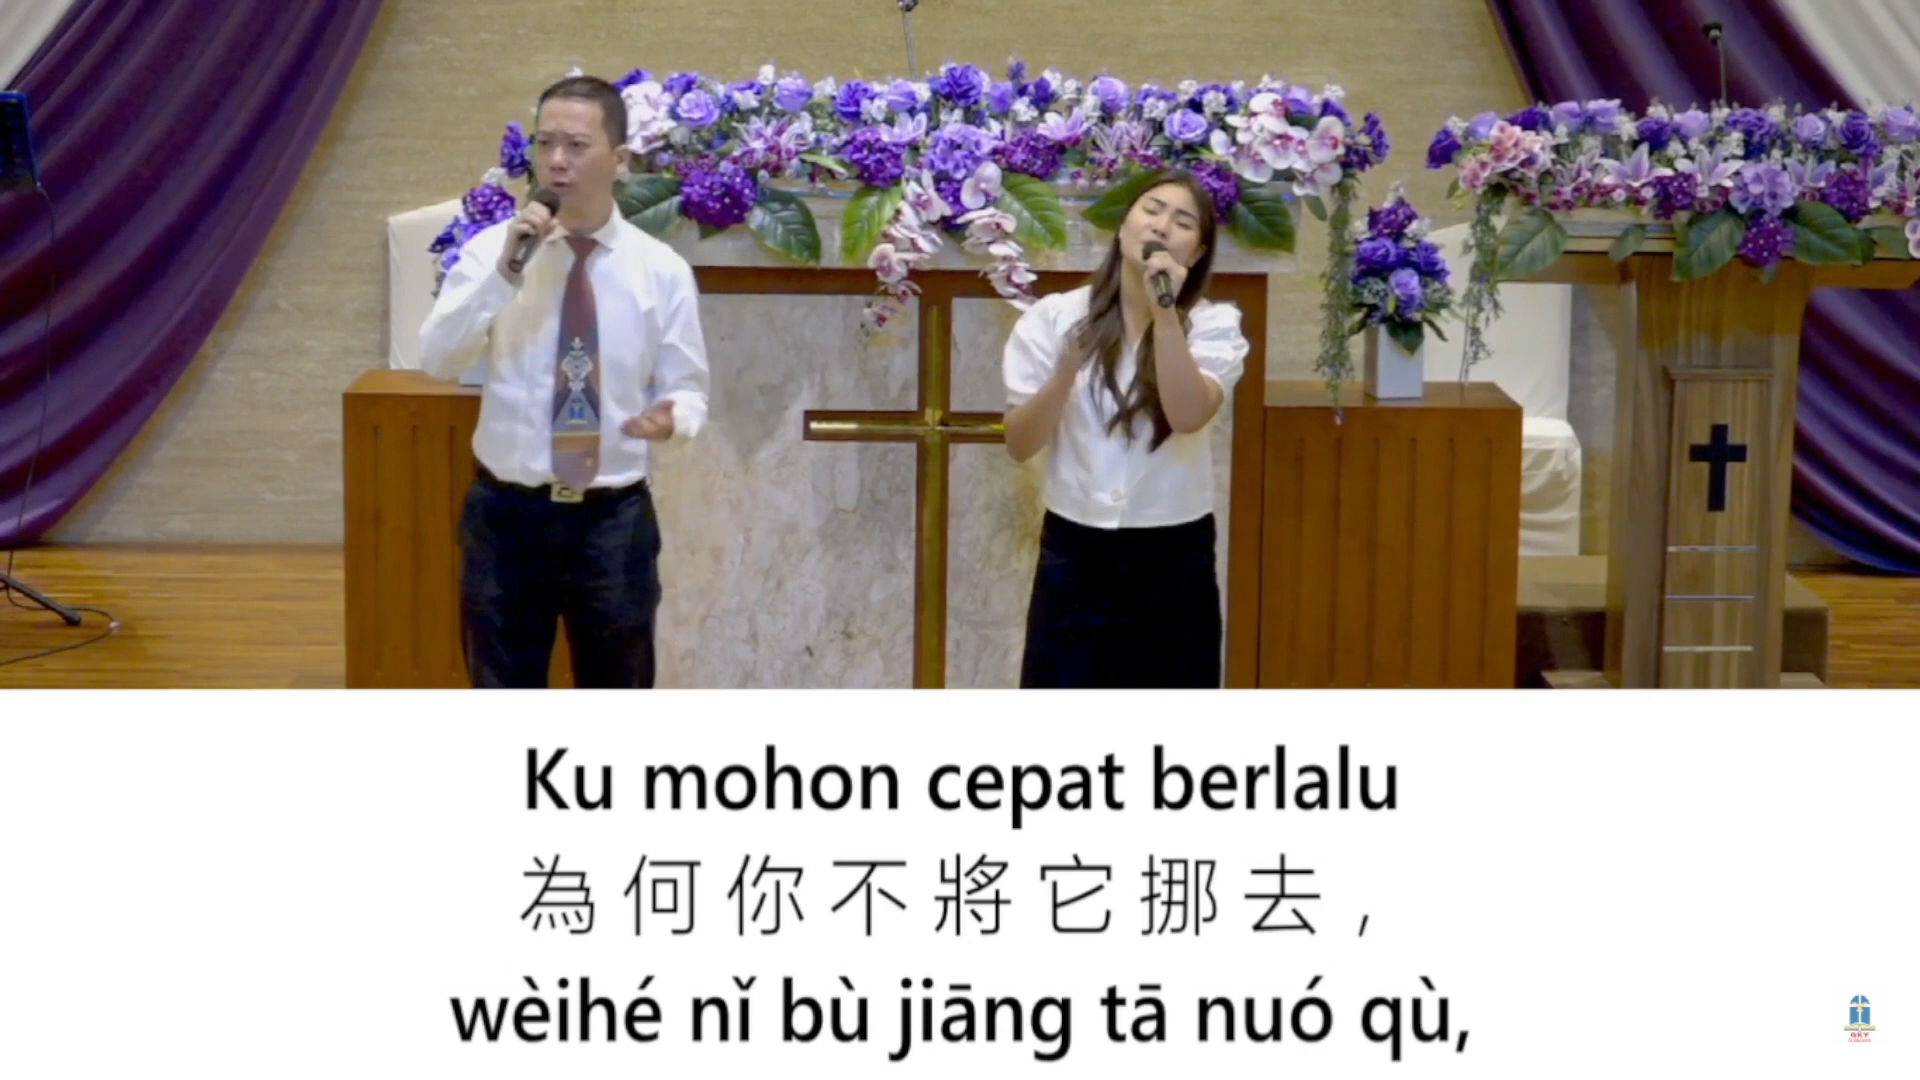 Ku mohon cepat berlalu
為何你不將它挪去,
wèihé nǐ bù jiāng tā nuó qù,
GKY